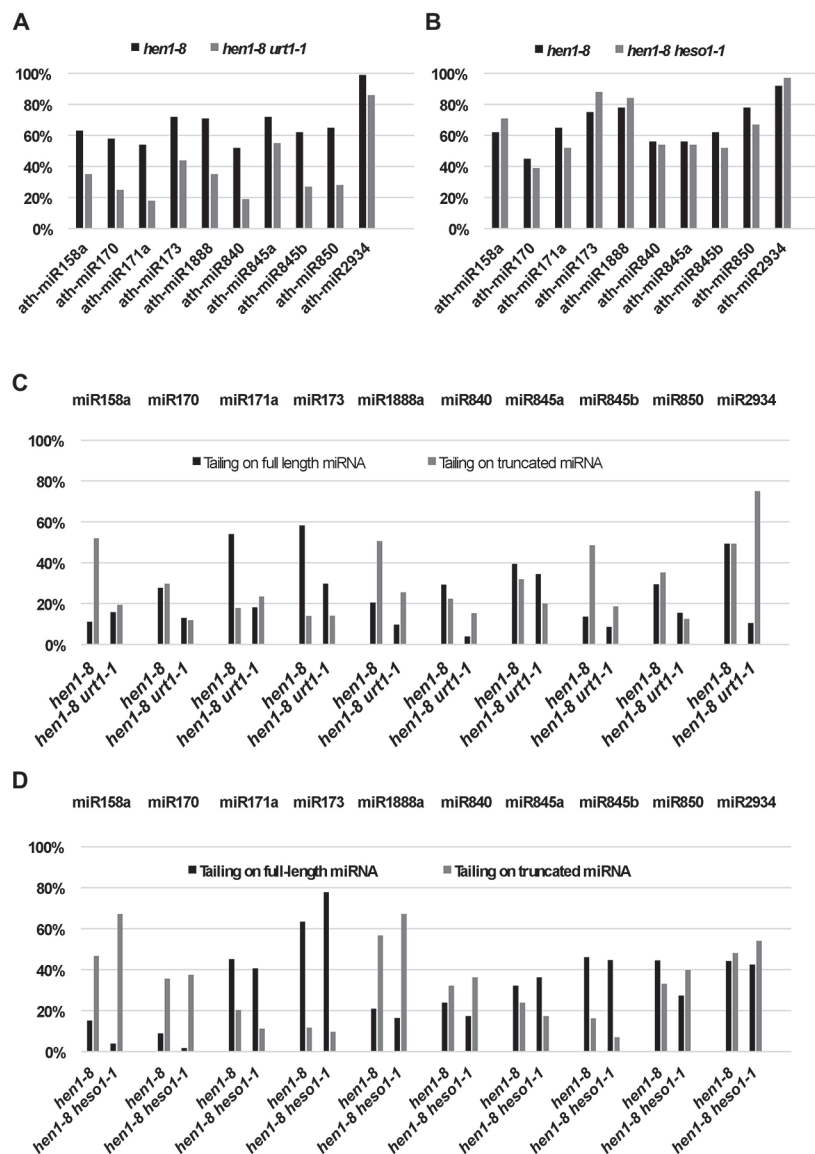 A
hen1-8 hen1-8 urt1-1
100%
80%
60%
40%
20%
0%
ath-miR158a
ath-miR170
ath-miR171a
ath-miR173
ath-miR1888
ath-miR840
ath-miR845a
ath-miR845b
ath-miR850
ath-miR2934
B
hen1-8 hen1-8 heso1-1
100%
80%
60%
40%
20%
0%
ath-miR158a
ath-miR170
ath-miR171a
ath-miR173
ath-miR1888
ath-miR840
ath-miR845a
ath-miR845b
ath-miR850
ath-miR2934
C
miR158a miR170 miR171a miR173 miR1888a miR840 miR845a miR845b miR850 miR2934
100%
Tailing on full length miRNA Tailing on truncated miRNA
80%
60%
40%
20%
0%
hen1-8
hen1-8 urt1-1
hen1-8
hen1-8 urt1-1
hen1-8
hen1-8 urt1-1
hen1-8
hen1-8 urt1-1
hen1-8
hen1-8 urt1-1
hen1-8
hen1-8 urt1-1
hen1-8
hen1-8 urt1-1
hen1-8
hen1-8 urt1-1
hen1-8
hen1-8 urt1-1
hen1-8
hen1-8 urt1-1
D
miR158a miR170 miR171a miR173 miR1888a miR840 miR845a miR845b miR850 miR2934
100%
Tailing on full-length miRNA Tailing on truncated miRNA
80%
60%
40%
20%
0%
hen1-8
hen1-8 heso1-1
hen1-8
hen1-8 heso1-1
hen1-8
hen1-8 heso1-1
hen1-8
hen1-8 heso1-1
hen1-8
hen1-8 heso1-1
hen1-8
hen1-8 heso1-1
hen1-8
hen1-8 heso1-1
hen1-8
hen1-8 heso1-1
hen1-8
hen1-8 heso1-1
hen1-8
hen1-8 heso1-1